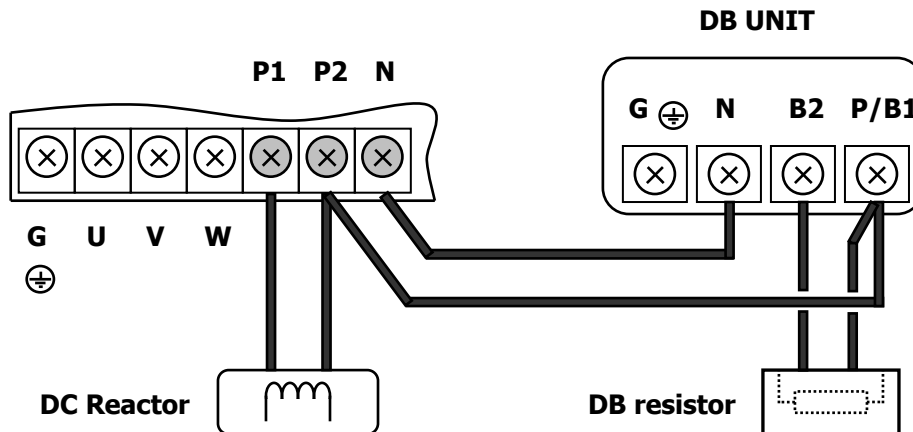 DB UNIT
P1 P2 N
G N B2 P/B1
G U V W
DC Reactor
DB resistor